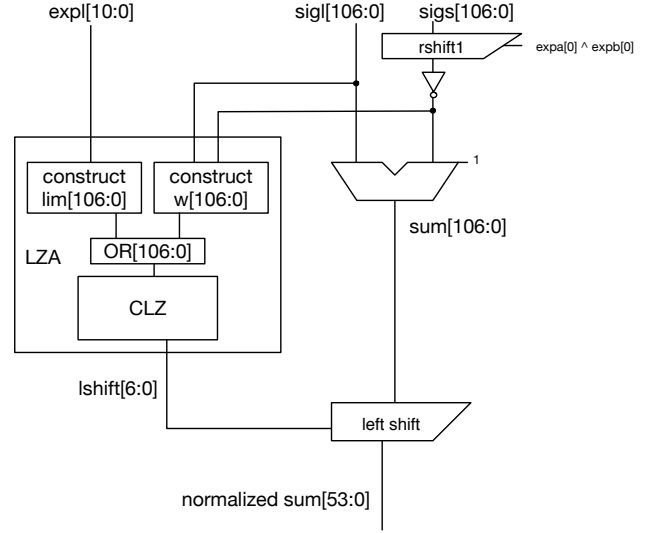 expl[10:0]
sigl[106:0]
sigs[106:0]
rshift1
expa[0] ^ expb[0]
1
construct
lim[106:0]
construct
w[106:0]
sum[106:0]
OR[106:0]
LZA
CLZ
lshift[6:0]
left shift
normalized sum[53:0]